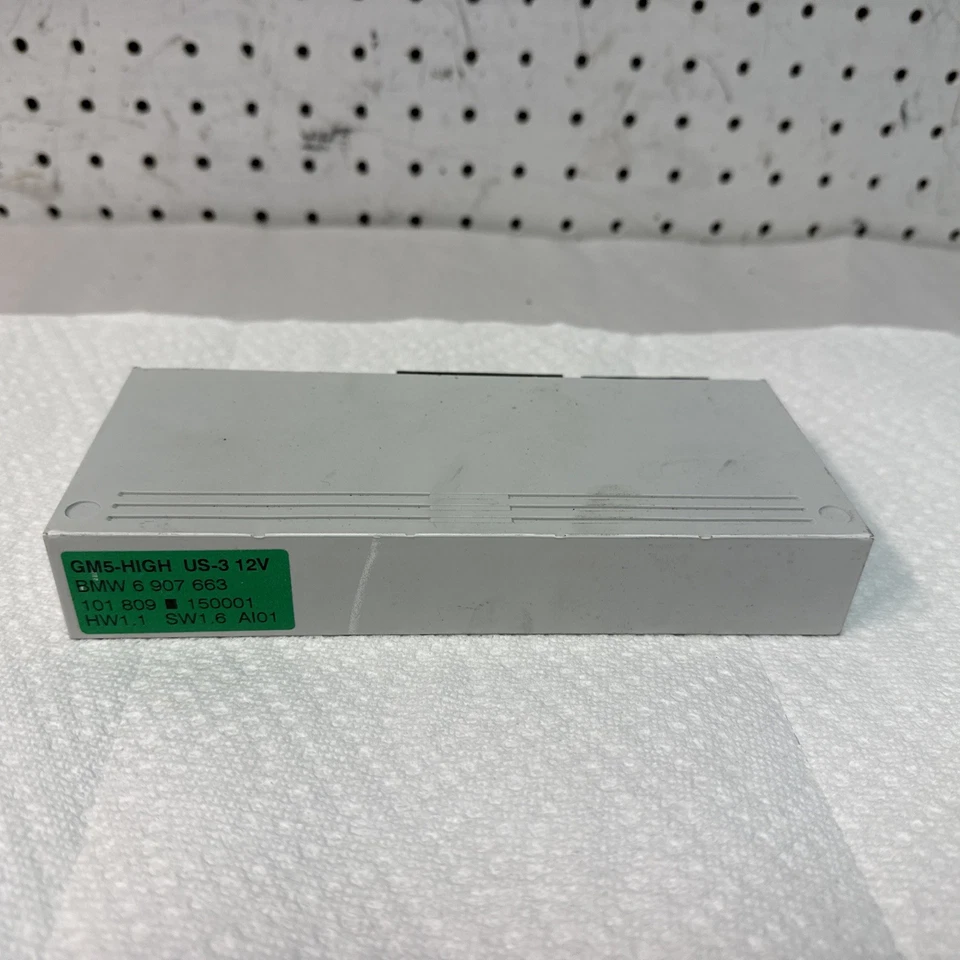 GM5-HIGH US-3 12V
BMW 6 907 663
101 809 ■ 150001
HW1.1 SW1.6 AI01